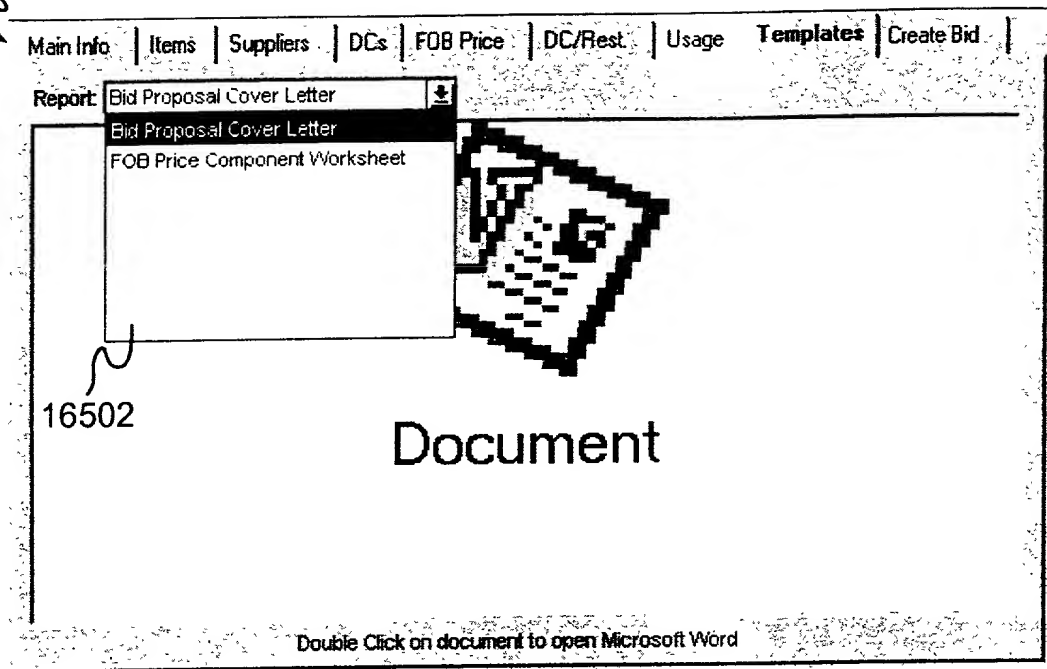 Main Info Items Suppliers DCs FOB Price DC/Rest. Usage Templates Create Bid
Report: Bid Proposal Cover Letter
Bid Proposal Cover Letter
FOB Price Component Worksheet
16502
Document
Double Click on document to open Microsoft Word